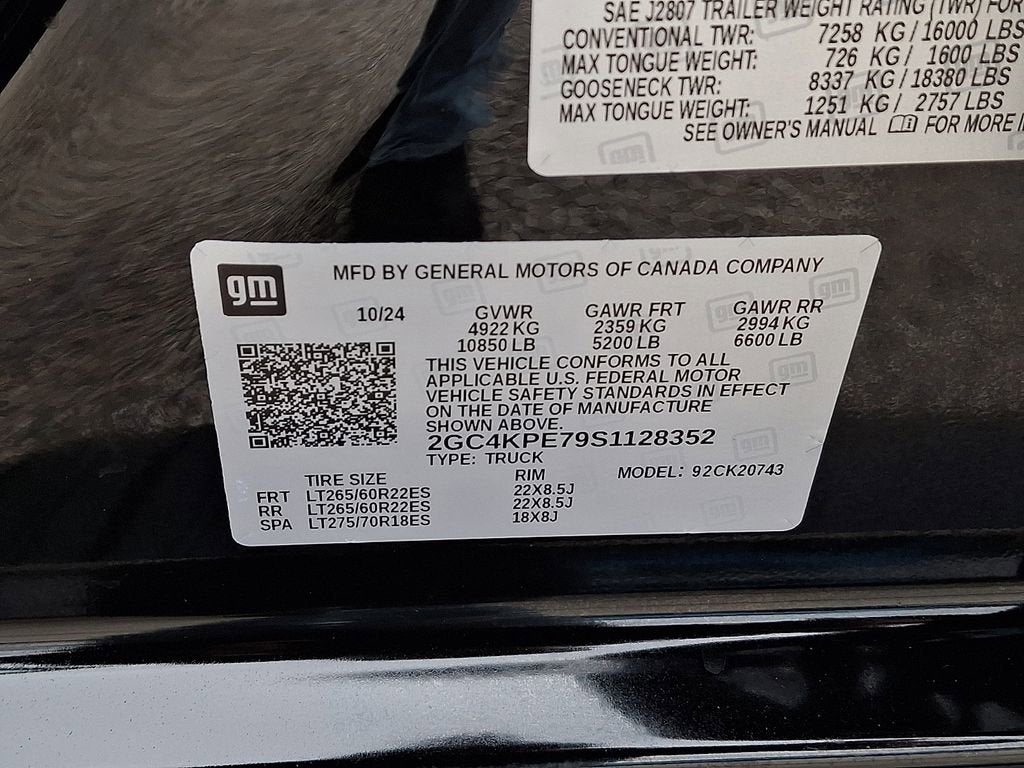 SAE J2807 TRAILER WEIGHT RATING (TWR) FOR
CONVENTIONAL TWR: 7258 KG / 16000 LBS
MAX TONGUE WEIGHT: 726 KG / 1600 LBS
GOOSENECK TWR: 8337 KG / 18380 LBS
MAX TONGUE WEIGHT: 1251 KG / 2757 LBS
SEE OWNER'S MANUAL FOR MORE
gm
MFD BY GENERAL MOTORS OF CANADA COMPANY
10/24 GVWR GAWR FRT GAWR RR
4922 KG 2359 KG 2994 KG
10850 LB 5200 LB 6600 LB
THIS VEHICLE CONFORMS TO ALL
APPLICABLE U.S. FEDERAL MOTOR
VEHICLE SAFETY STANDARDS IN EFFECT
ON THE DATE OF MANUFACTURE
SHOWN ABOVE.
2GC4KPE79S1128352
TYPE: TRUCK
MODEL: 92CK20743
TIRE SIZE RIM
FRT LT265/60R22ES 22X8.5J
RR LT265/60R22ES 22X8.5J
SPA LT275/70R18ES 18X8J